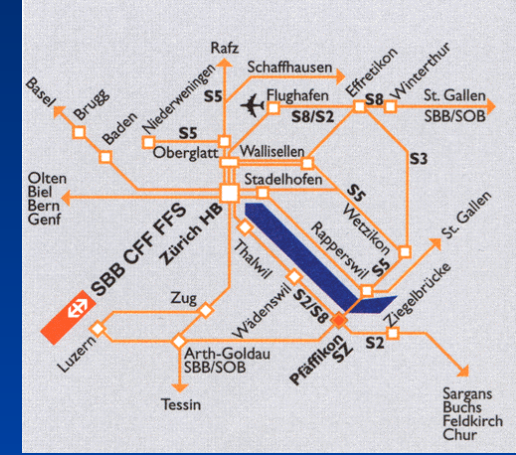 Rafz
Schaffhausen
Basel
Brugg
Baden
Niederweningen
S5
Flughafen
Effretikon
S8
Winterthur
St. Gallen
SBB/SOB
S5
Oberglatt
S8/S2
Wallisellen
S3
Olten
Biel
Bern
Genf
Stadelhofen
S5
Wetzikon
SBB CFF FFS
Zürich HB
Thalwil
Rapperswil
S5
St. Gallen
Zug
Wädenswil
S2/S8
Ziegelbrücke
Luzern
Arth-Goldau
SBB/SOB
Pfäffikon
SZ
S2
Tessin
Sargans
Buchs
Feldkirch
Chur